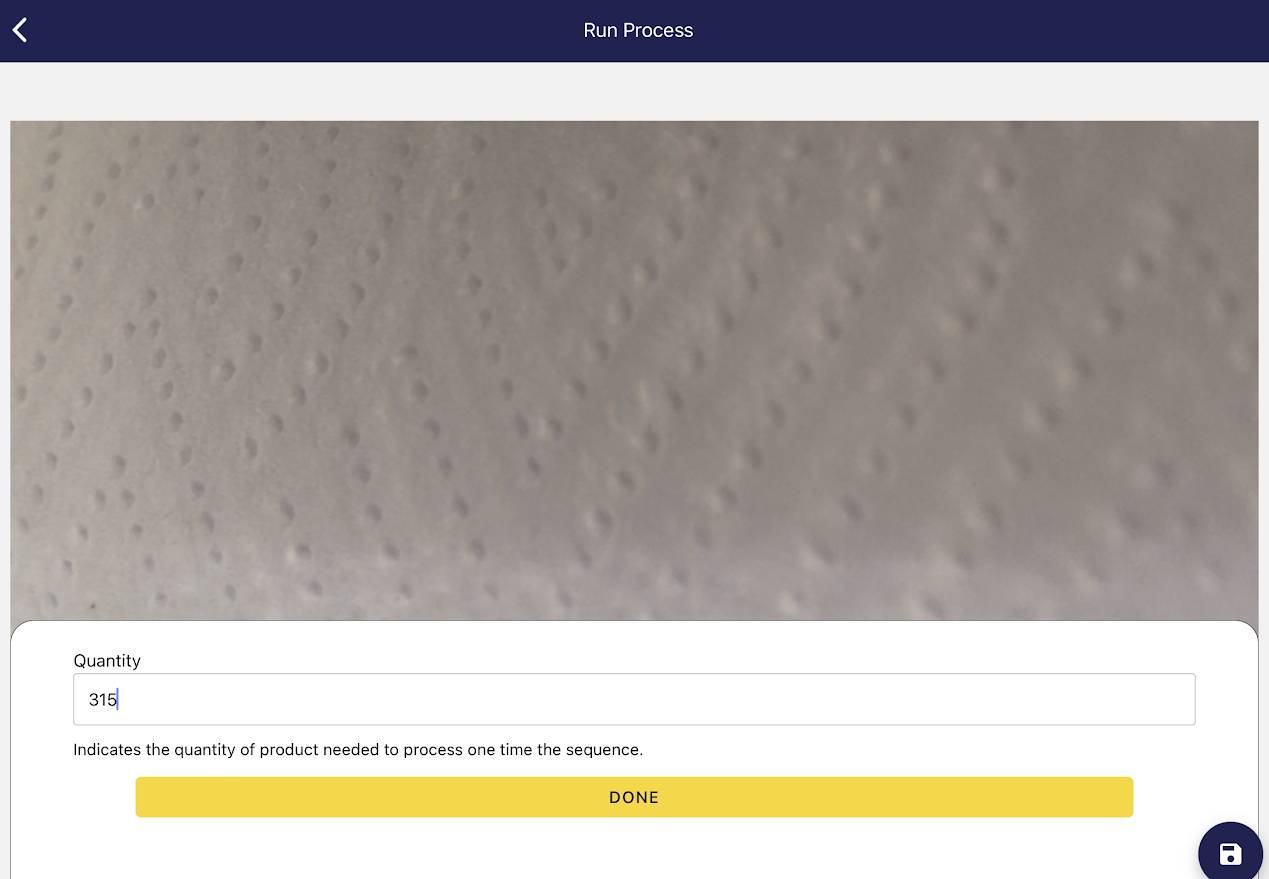 Run Process
Quantity
315
Indicates the quantity of product needed to process one time the sequence.
DONE